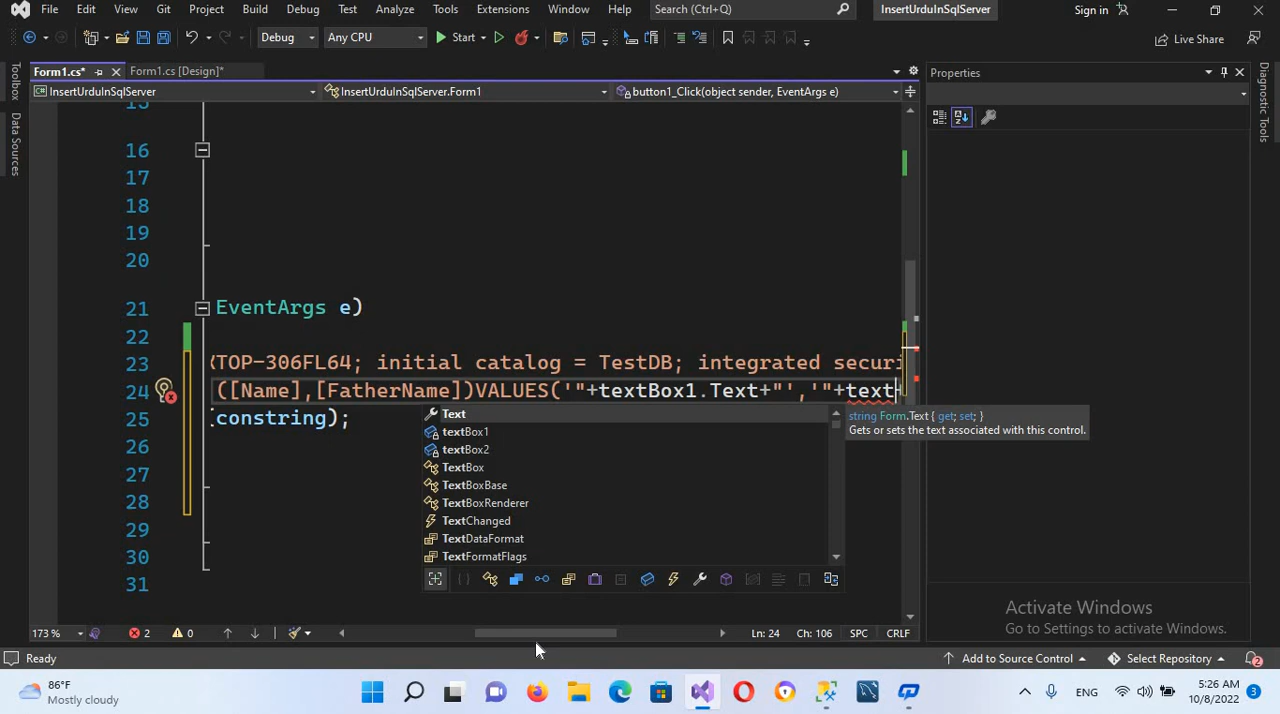 File Edit View Git Project Build Debug Test Analyze Tools Extensions Window Help Search (Ctrl+Q) InsertUrduInSqlServer Sign in
Debug Any CPU Start Live Share
Form1.cs* Form1.cs [Design]* Properties
InsertUrduInSqlServer InsertUrduInSqlServer.Form1 button1_Click(object sender, EventArgs e)
Toolbox
Data Sources
Diagnostic Tools
15
16
17
18
19
20
21 EventArgs e)
22
23 KTOP-306FL64; initial catalog = TestDB; integrated securi
24 ([Name],[FatherName])VALUES('"+textBox1.Text+"','"+text+
25 (constring);
26
27
28
29
30
31
Text
textBox1
textBox2
TextBox
TextBoxBase
TextBoxRenderer
TextChanged
TextDataFormat
TextFormatFlags
string Form.Text { get; set; }
Gets or sets the text associated with this control.
Activate Windows
Go to Settings to activate Windows.
173 % 2 0 Ln: 24 Ch: 106 SPC CRLF
Ready Add to Source Control Select Repository 2
86°F
Mostly cloudy
ENG 5:26 AM
10/8/2022 3